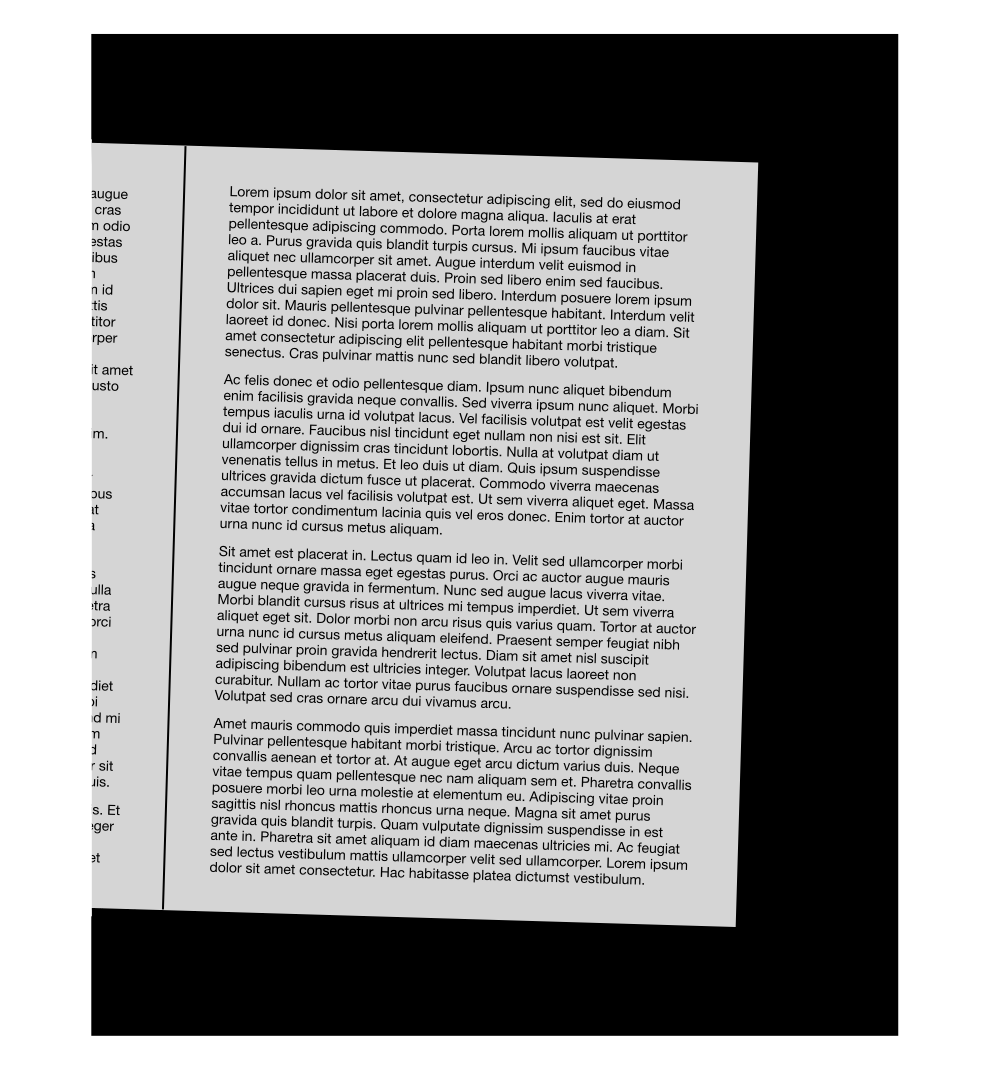 augue
cras
odio
id
amet
mi
sit
Et
Lorem ipsum dolor sit amet, consectetur adipiscing elit, sed do eiusmod
tempor incididunt ut labore et dolore magna aliqua. Iaculis at erat
pellentesque adipiscing commodo. Porta lorem mollis aliquam ut porttitor
leo a. Purus gravida quis blandit turpis cursus. Mi ipsum faucibus vitae
aliquet nec ullamcorper sit amet. Augue interdum velit euismod in
pellentesque massa placerat duis. Proin sed libero enim sed faucibus.
Ultrices dui sapien eget mi proin sed libero. Interdum posuere lorem ipsum
dolor sit. Mauris pellentesque pulvinar pellentesque habitant. Interdum velit
laoreet id donec. Nisi porta lorem mollis aliquam ut porttitor leo a diam. Sit
amet consectetur adipiscing elit pellentesque habitant morbi tristique
senectus. Cras pulvinar mattis nunc sed blandit libero volutpat.
Ac felis donec et odio pellentesque diam. Ipsum nunc aliquet bibendum
enim facilisis gravida neque convallis. Sed viverra ipsum nunc aliquet. Morbi
tempus iaculis urna id volutpat lacus. Vel facilisis volutpat est velit egestas
dui id ornare. Faucibus nisl tincidunt eget nullam non nisi est sit. Elit
ullamcorper dignissim cras tincidunt lobortis. Nulla at volutpat diam ut
venenatis tellus in metus. Et leo duis ut diam. Quis ipsum suspendisse
ultrices gravida dictum fusce ut placerat. Commodo viverra maecenas
accumsan lacus vel facilisis volutpat est. Ut sem viverra aliquet eget. Massa
vitae tortor condimentum lacinia quis vel eros donec. Enim tortor at auctor
urna nunc id cursus metus aliquam.
Sit amet est placerat in. Lectus quam id leo in. Velit sed ullamcorper morbi
tincidunt ornare massa eget egestas purus. Orci ac auctor augue mauris
augue neque gravida in fermentum. Nunc sed augue lacus viverra vitae.
Morbi blandit cursus risus at ultrices mi tempus imperdiet. Ut sem viverra
aliquet eget sit. Dolor morbi non arcu risus quis varius quam. Tortor at auctor
urna nunc id cursus metus aliquam eleifend. Praesent semper feugiat nibh
sed pulvinar proin gravida hendrerit lectus. Diam sit amet nisl suscipit
adipiscing bibendum est ultricies integer. Volutpat lacus laoreet non
curabitur. Nullam ac tortor vitae purus faucibus ornare suspendisse sed nisi.
Volutpat sed cras ornare arcu dui vivamus arcu.
Amet mauris commodo quis imperdiet massa tincidunt nunc pulvinar sapien.
Pulvinar pellentesque habitant morbi tristique. Arcu ac tortor dignissim
convallis aenean et tortor at. At augue eget arcu dictum varius duis. Neque
vitae tempus quam pellentesque nec nam aliquam sem et. Pharetra convallis
posuere morbi leo urna molestie at elementum eu. Adipiscing vitae proin
sagittis nisl rhoncus mattis rhoncus urna neque. Magna sit amet purus
gravida quis blandit turpis. Quam vulputate dignissim suspendisse in est
ante in. Pharetra sit amet aliquam id diam maecenas ultricies mi. Ac feugiat
sed lectus vestibulum mattis ullamcorper velit sed ullamcorper. Lorem ipsum
dolor sit amet consectetur. Hac habitasse platea dictumst vestibulum.